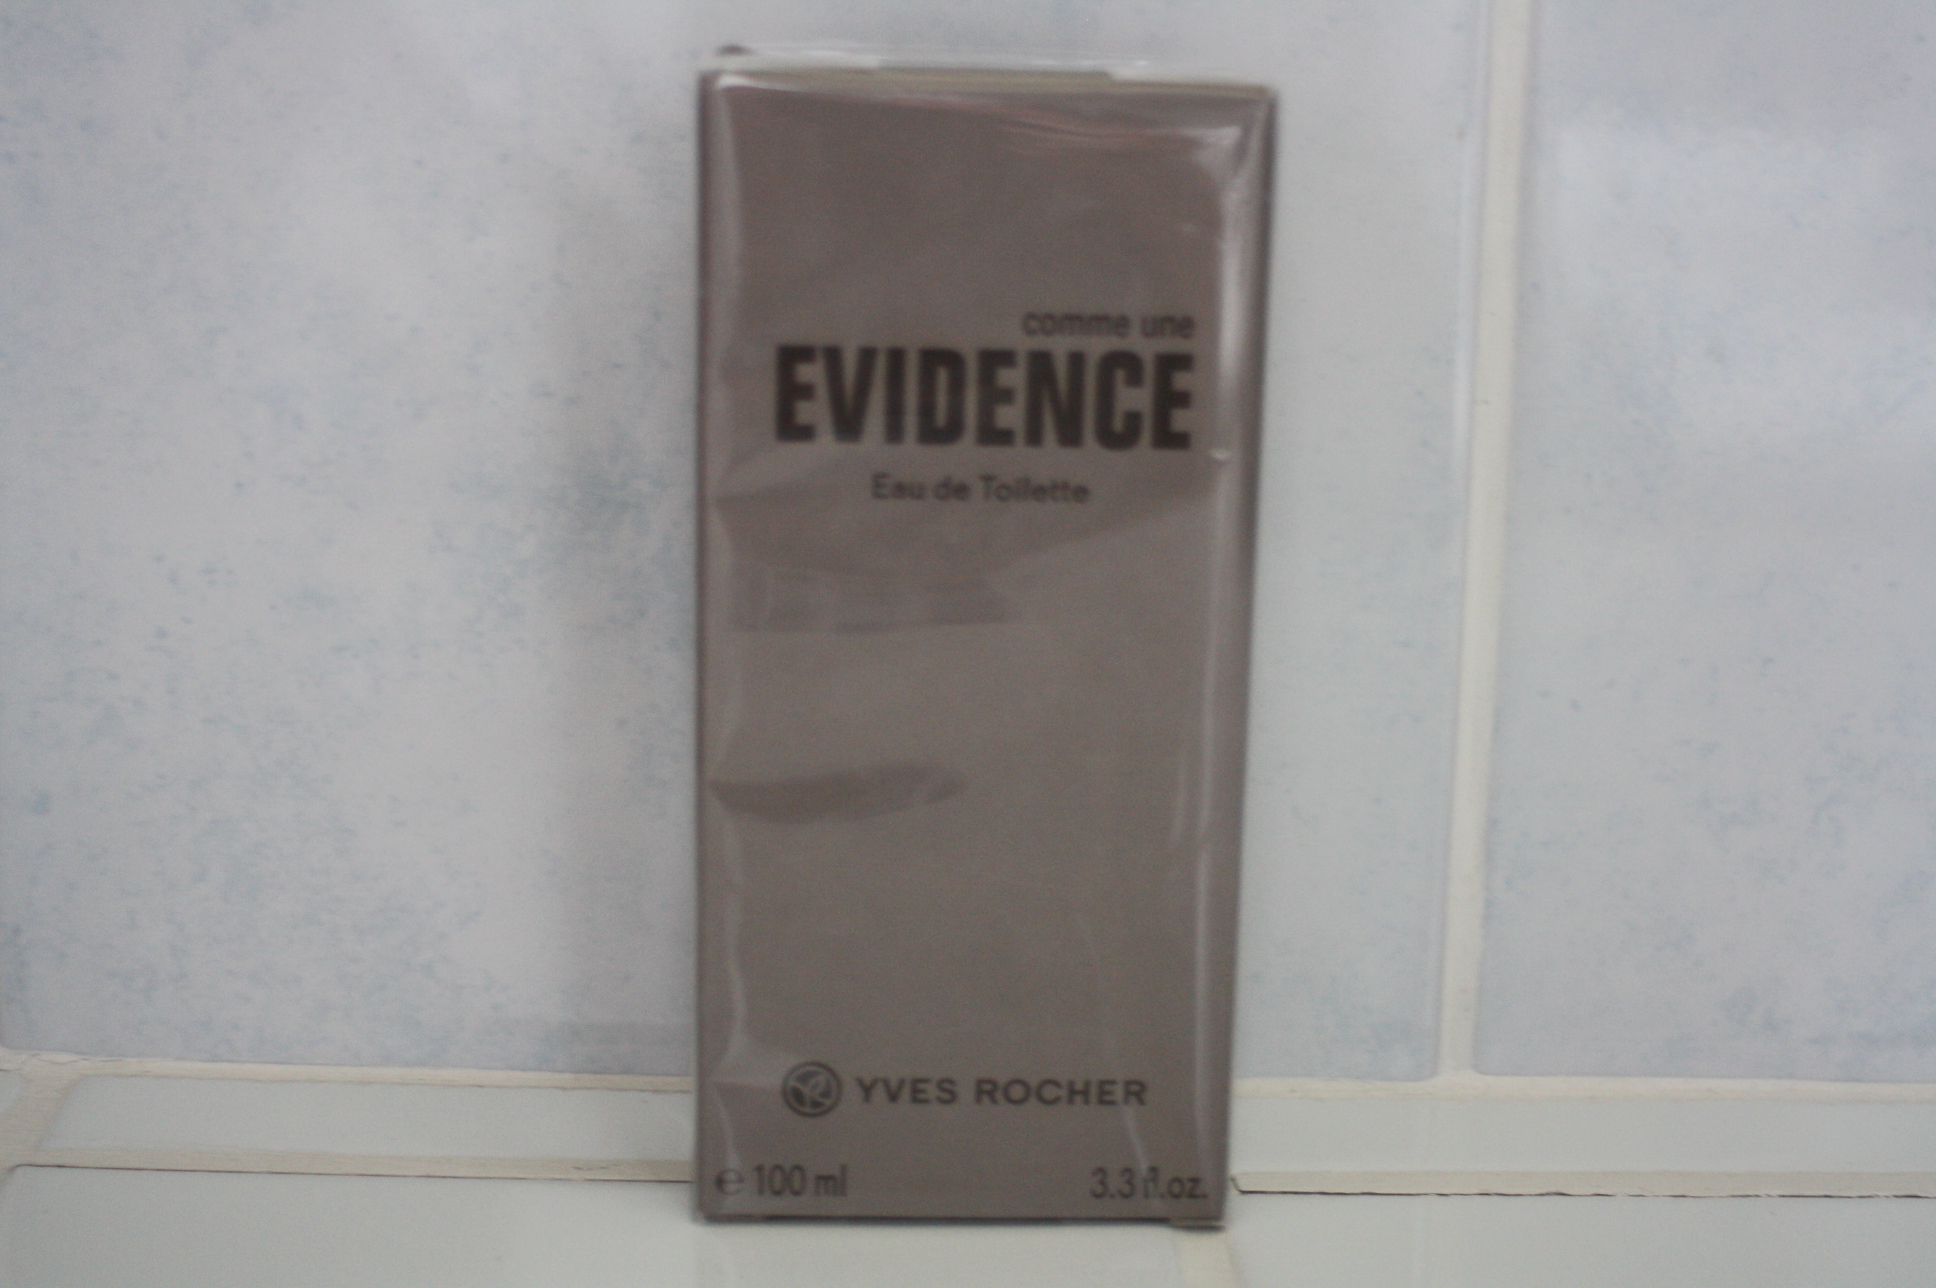 comme une
EVIDENCE
Eau de Toilette
YVES ROCHER
℮ 100 ml 3.3 fl.oz.